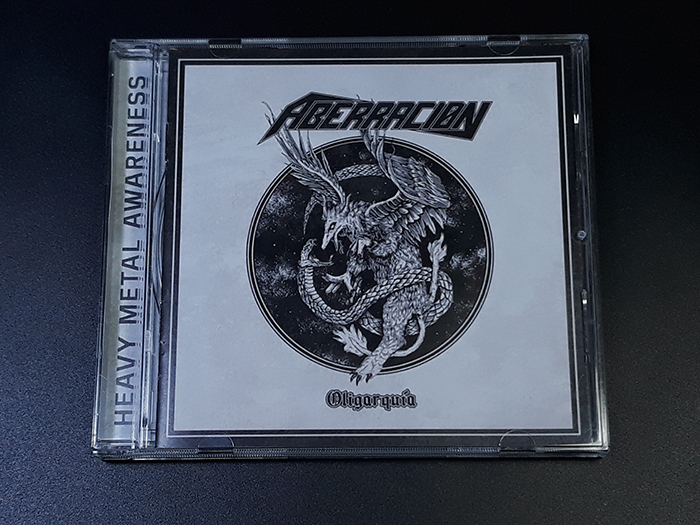 HEAVY METAL AWARENESS
ABERRACION
Oligarquía